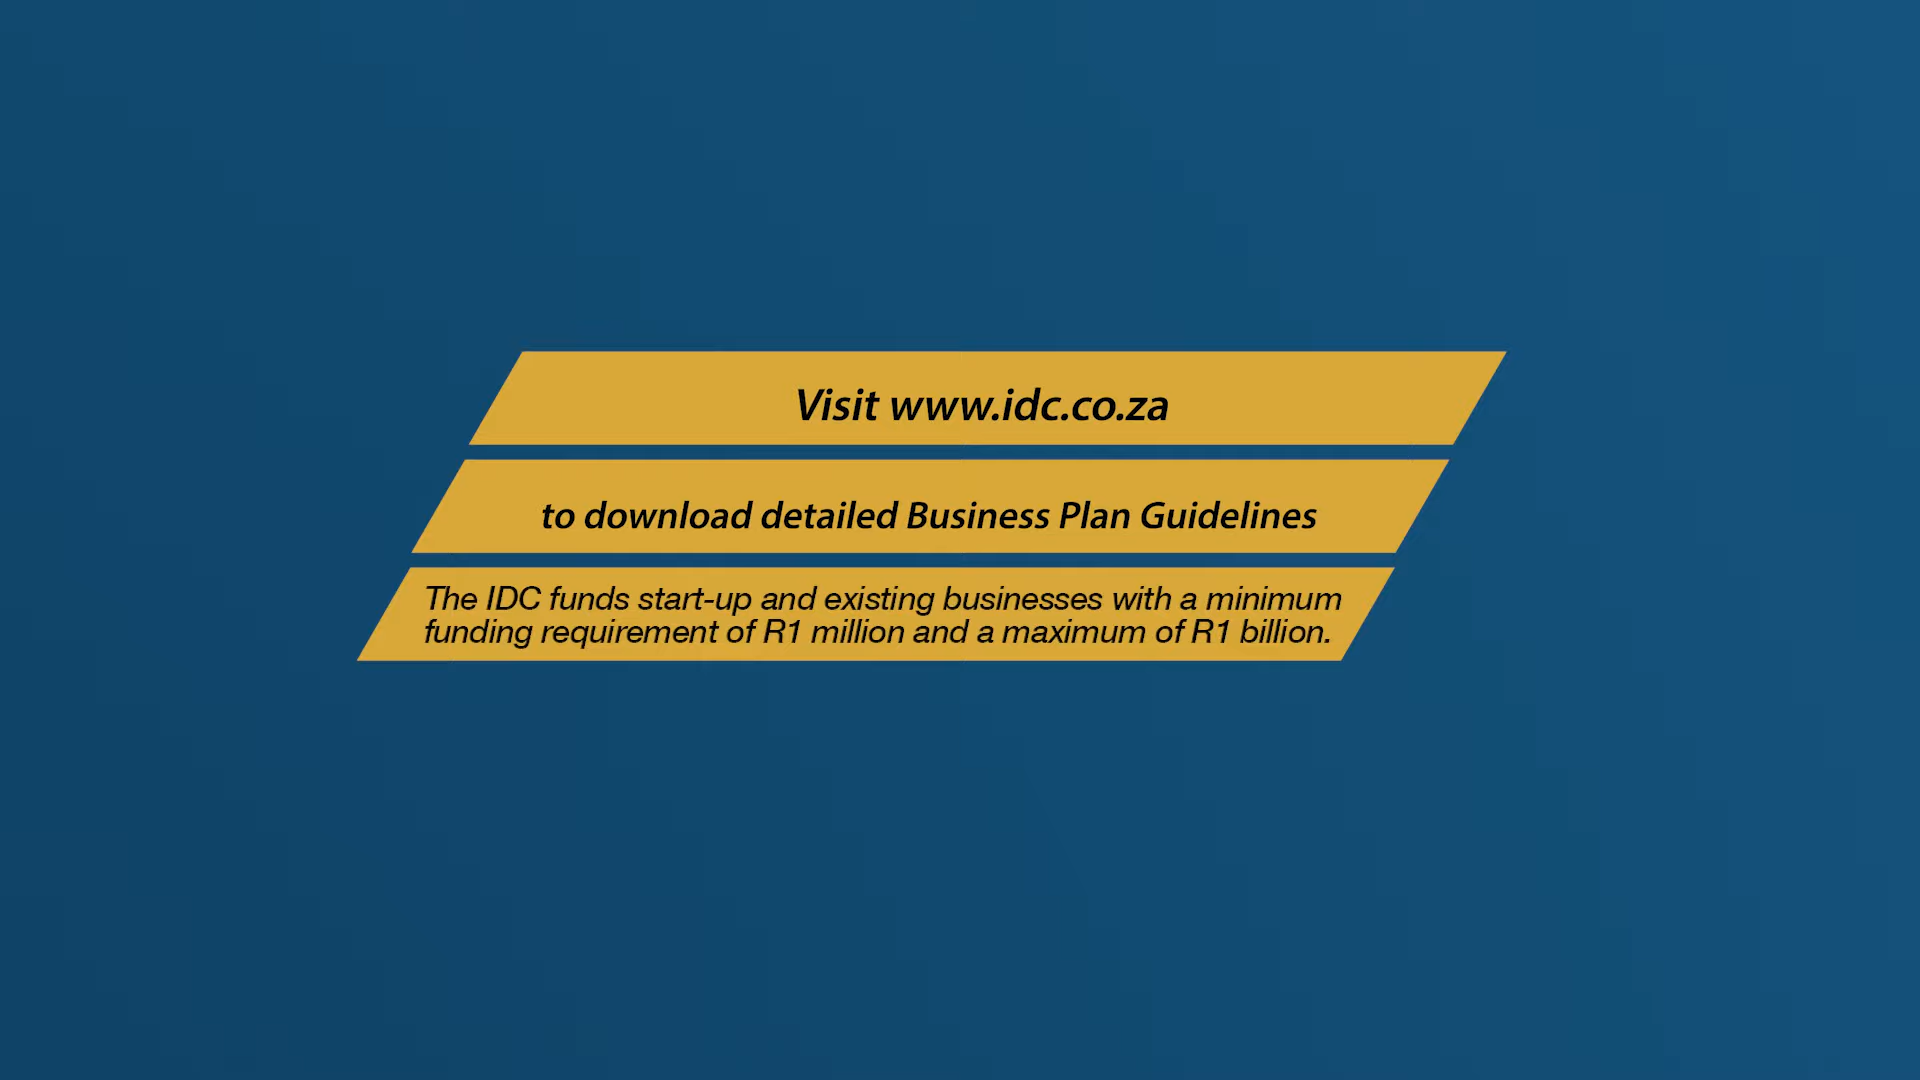 Visit www.idc.co.za
to download detailed Business Plan Guidelines
The IDC funds start-up and existing businesses with a minimum
funding requirement of R1 million and a maximum of R1 billion.